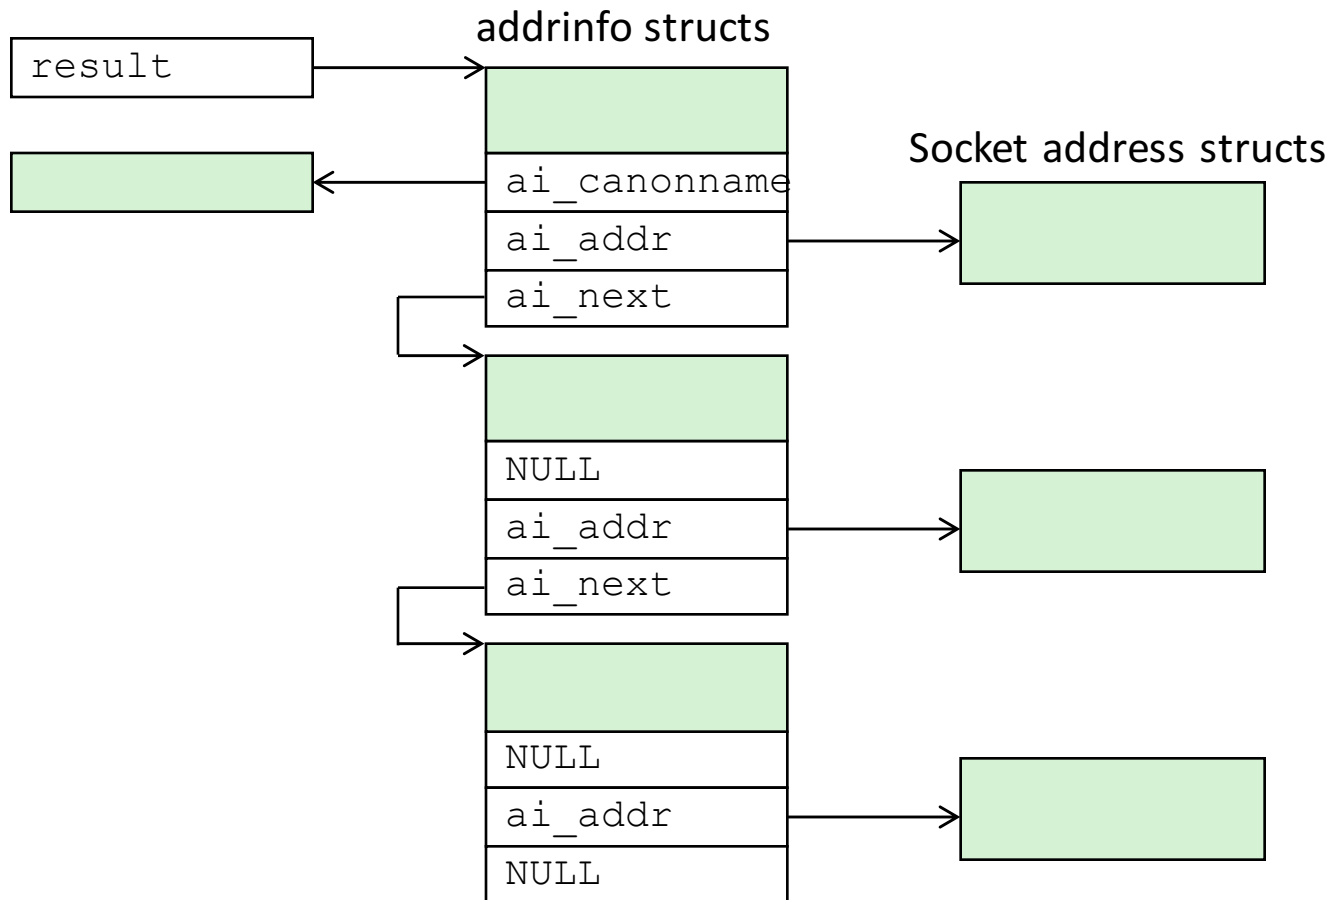 addrinfo structs
result
Socket address structs
ai_canonname
ai_addr
ai_next
NULL
ai_addr
ai_next
NULL
ai_addr
NULL